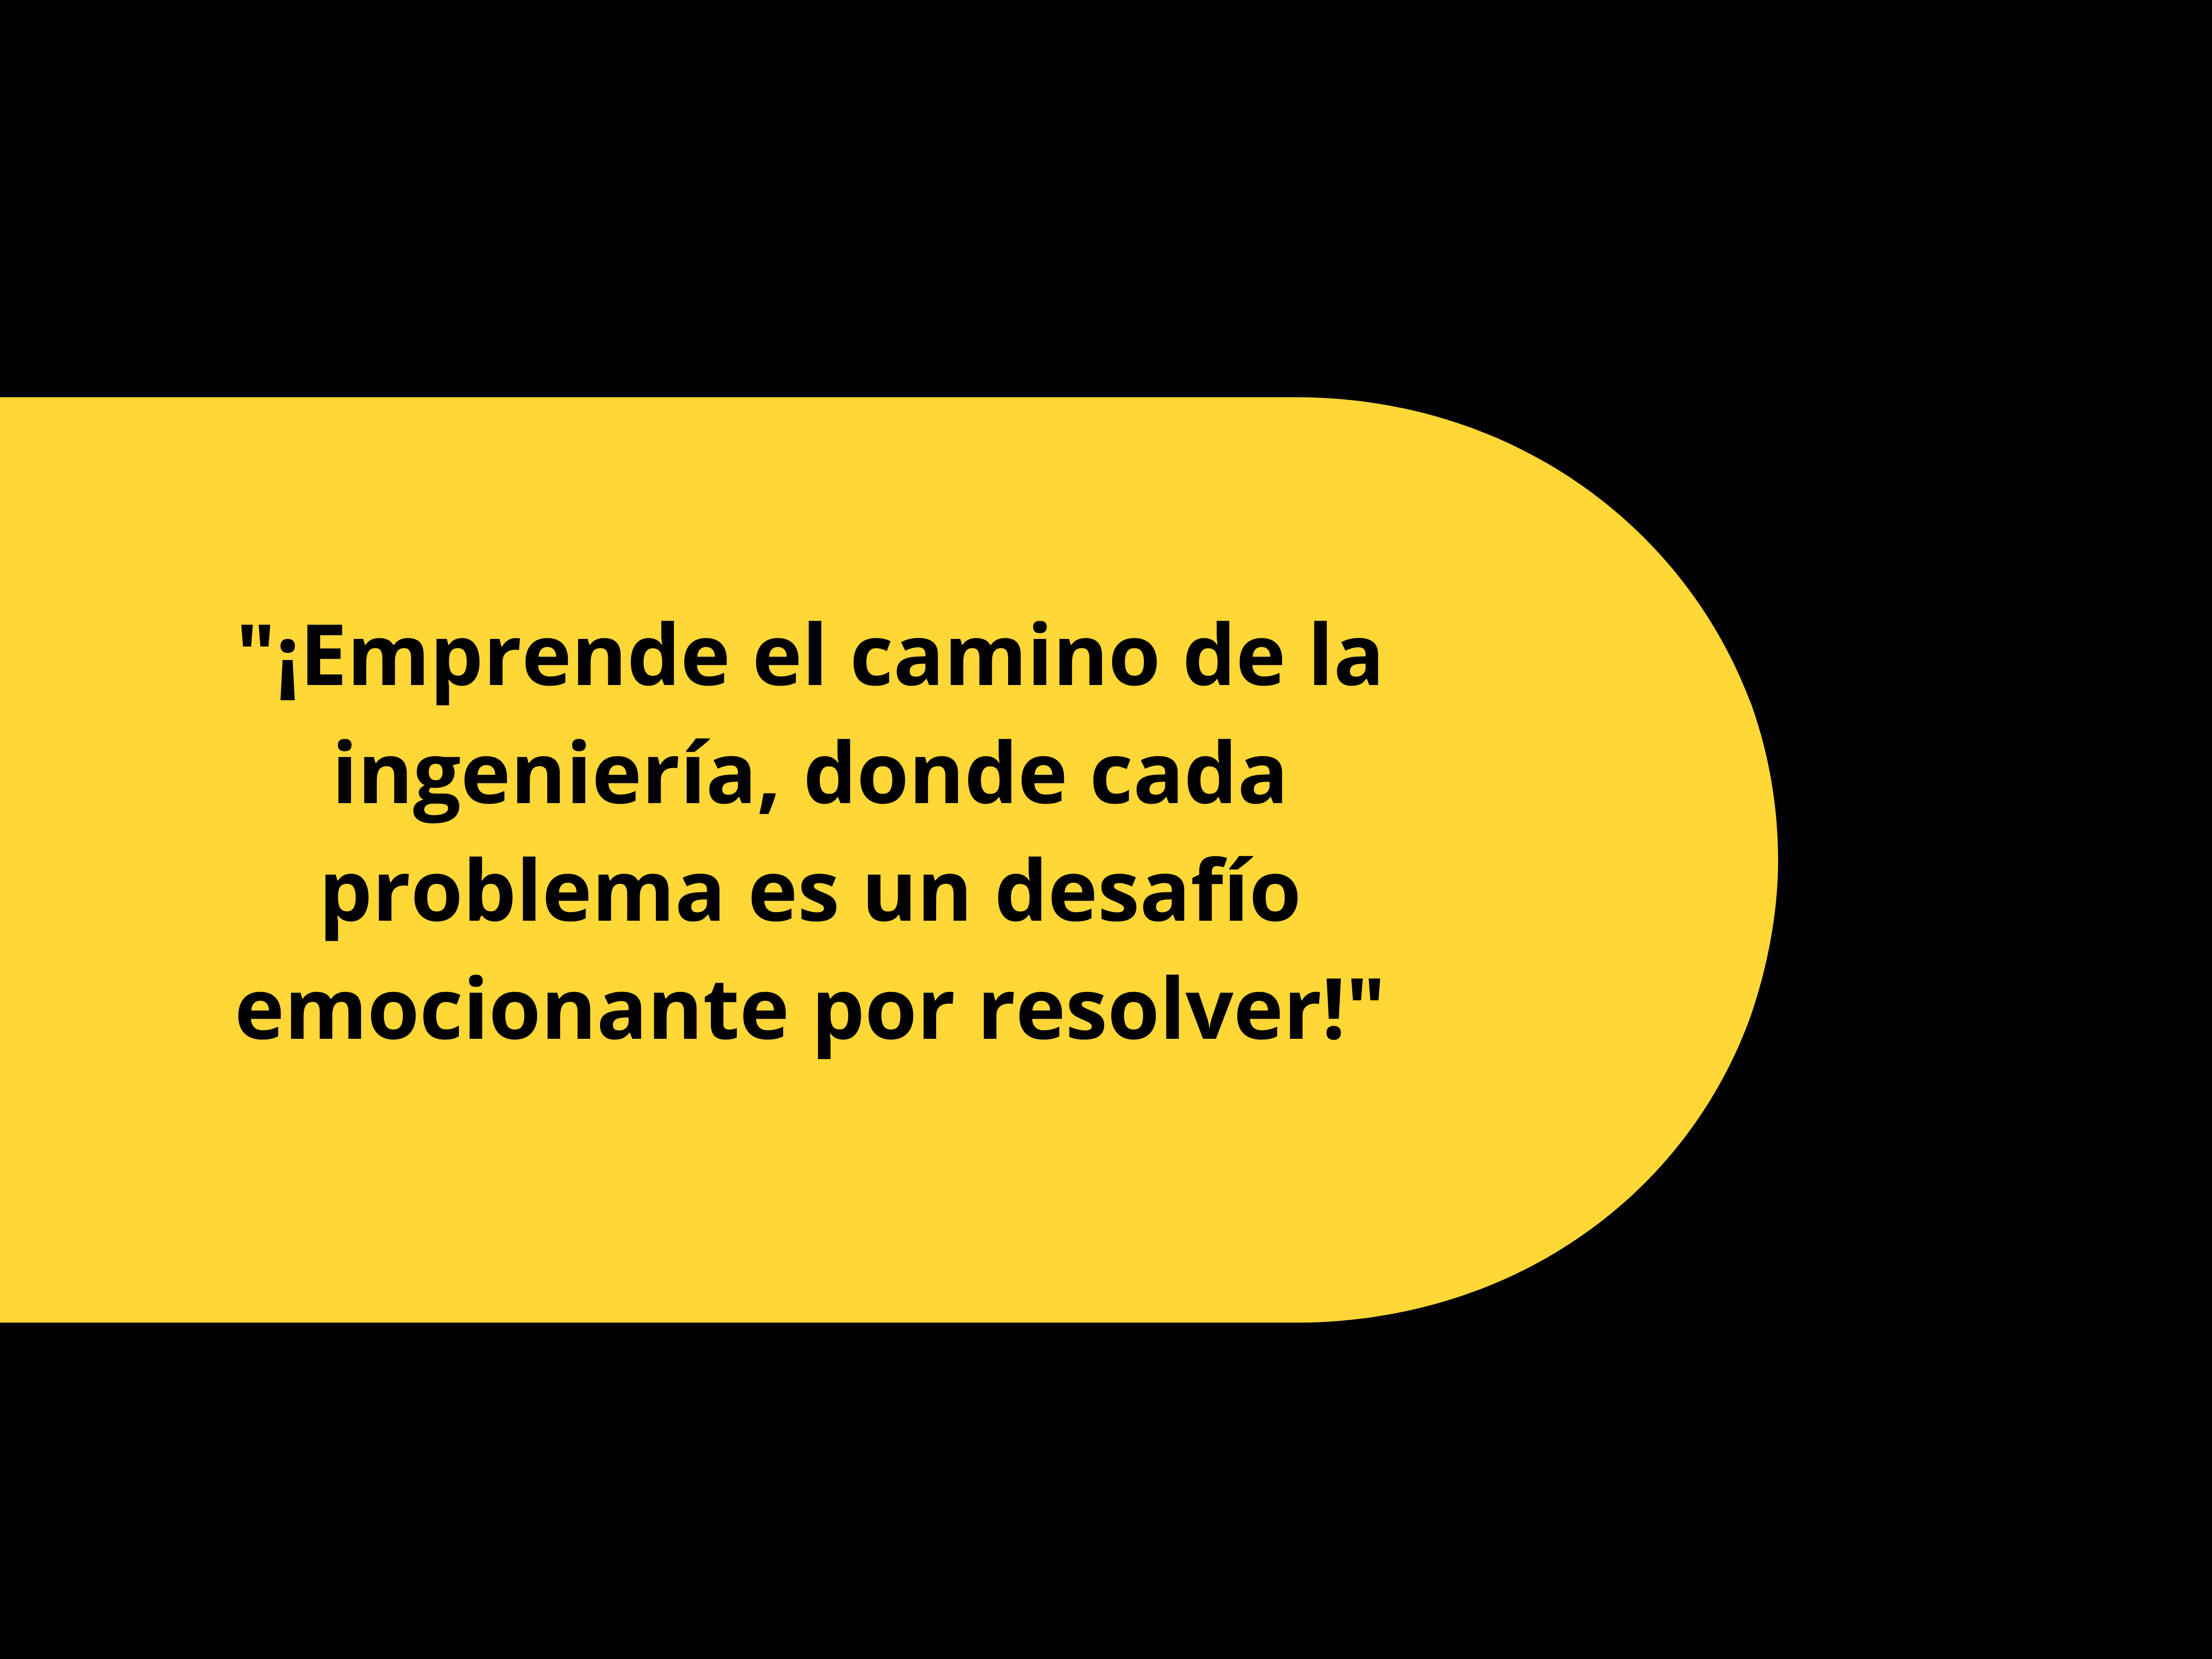 "¡Emprende el camino de la
ingeniería, donde cada
problema es un desafío
emocionante por resolver!"